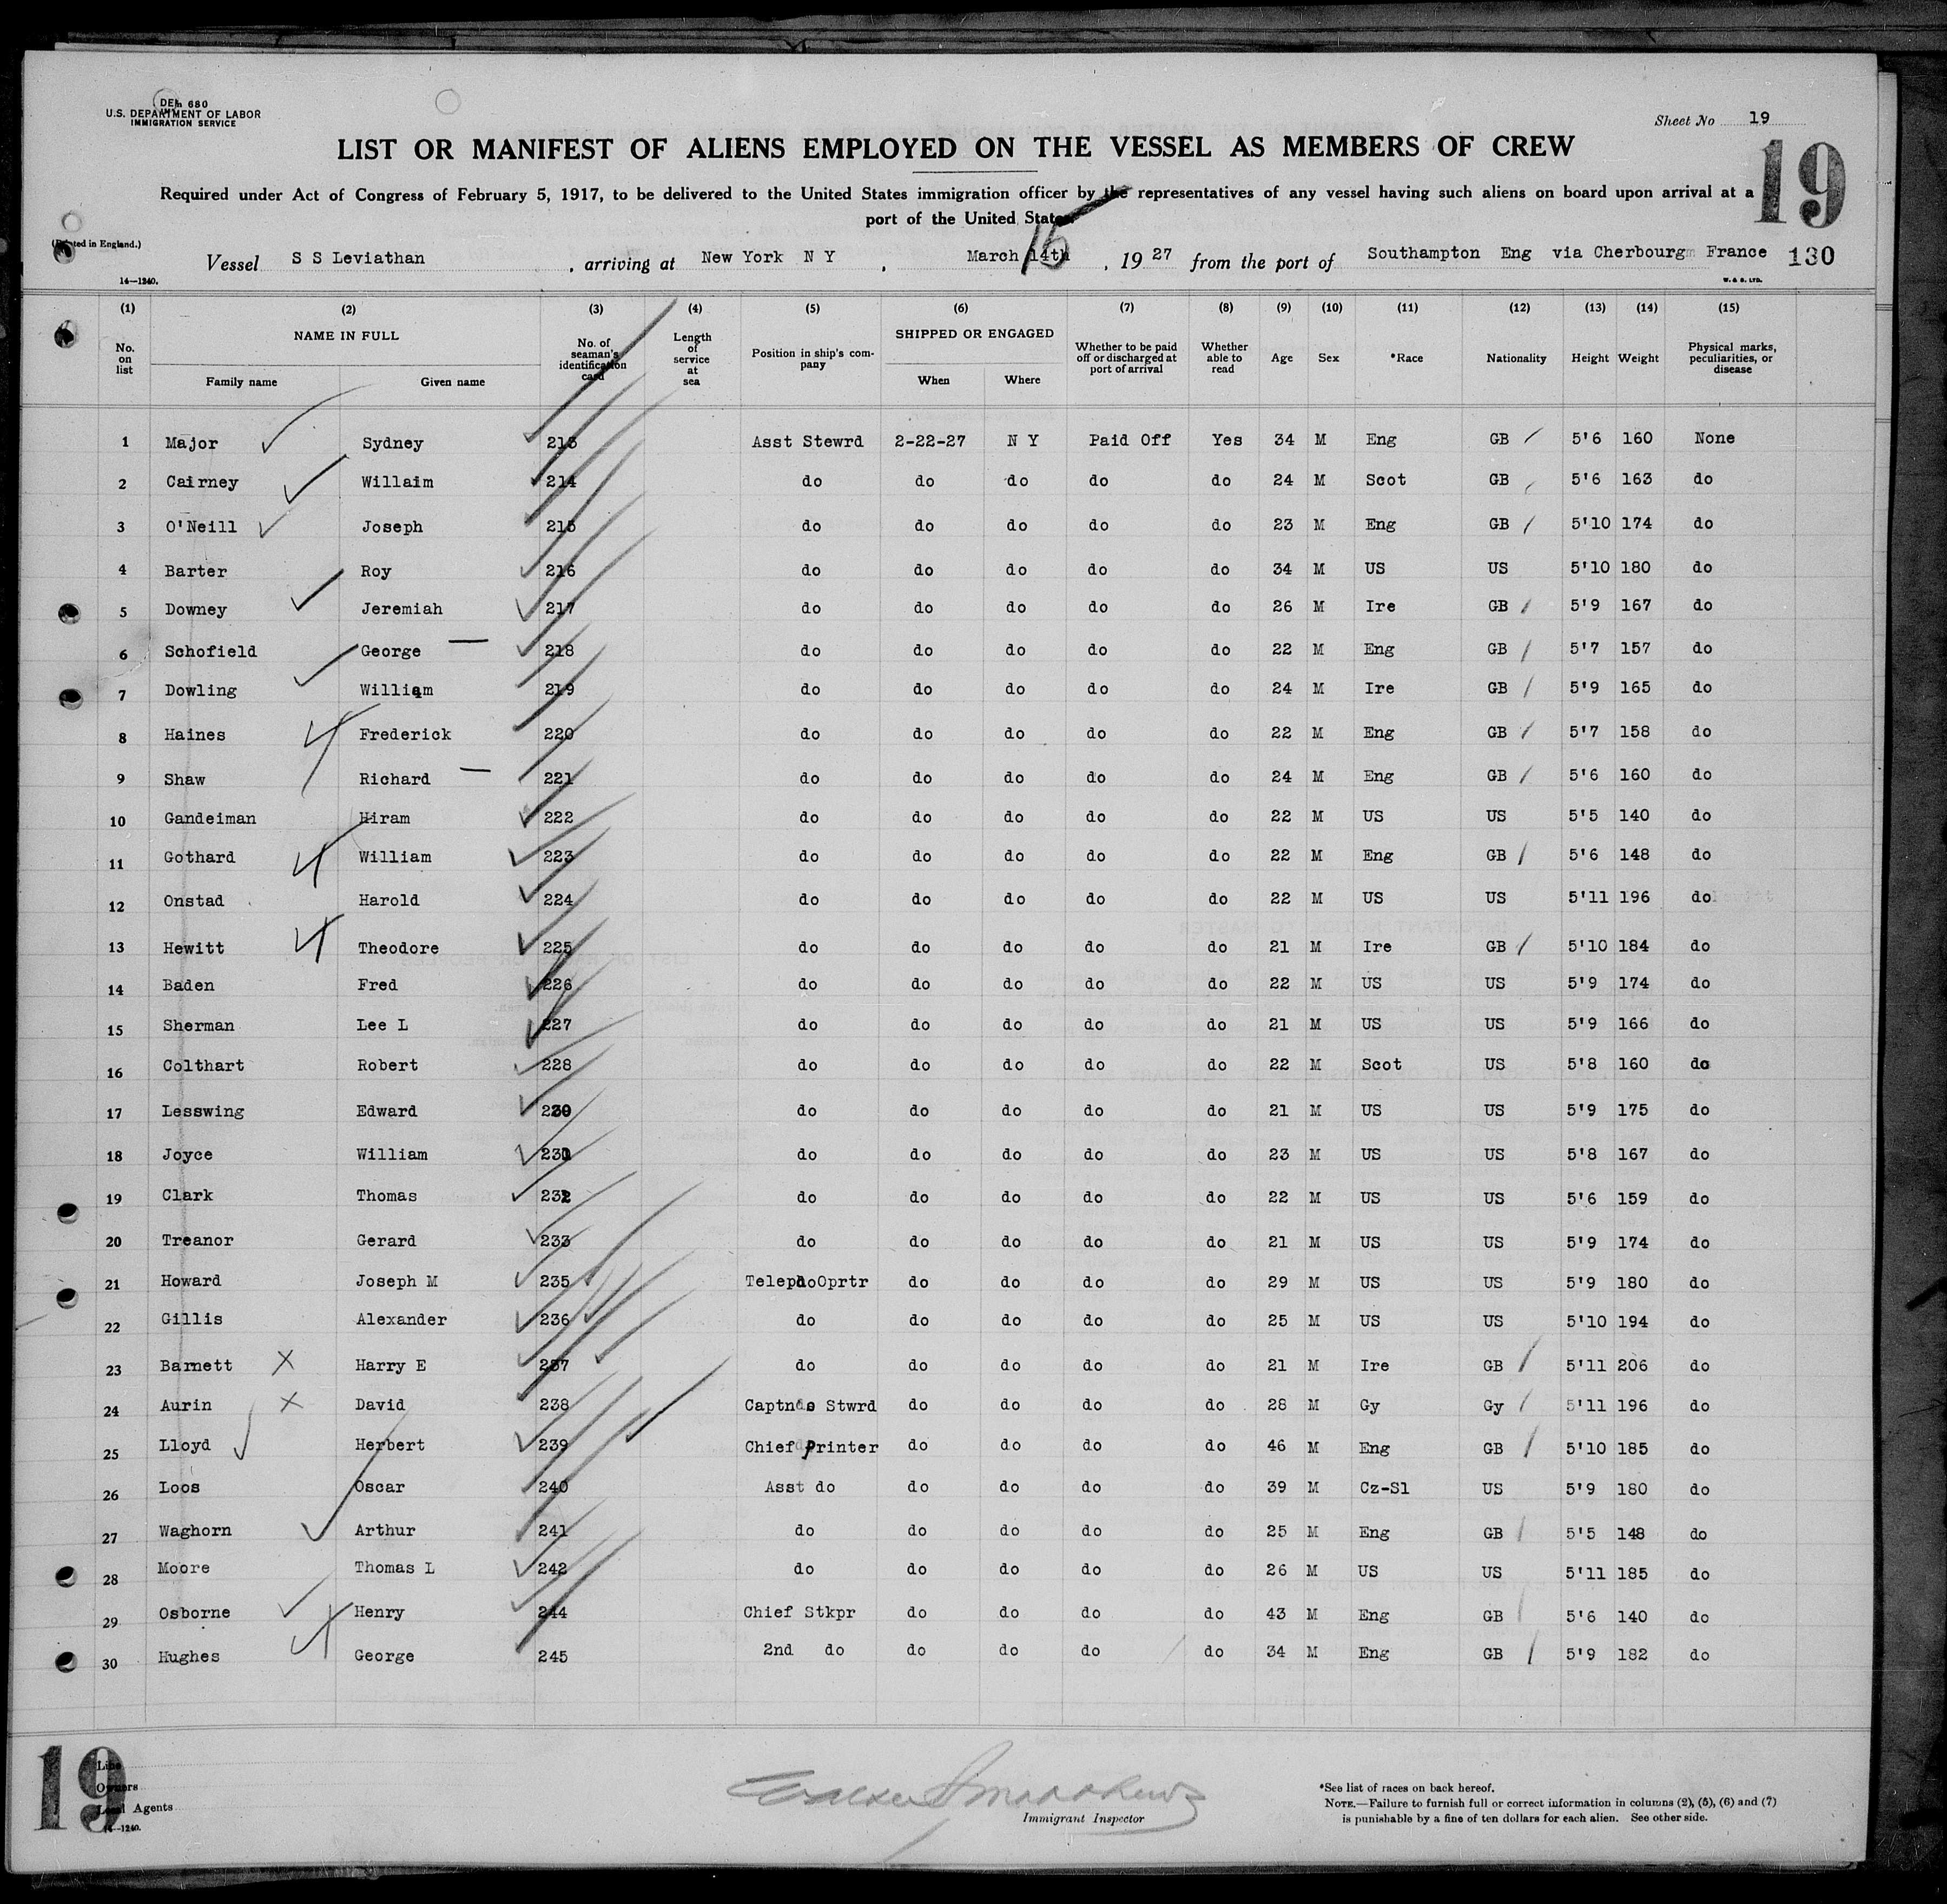 680
U.S. DEPARTMENT OF LABOR
IMMIGRATION SERVICE
Sheet No 19
LIST OR MANIFEST OF ALIENS EMPLOYED ON THE VESSEL AS MEMBERS OF CREW
19
Required under Act of Congress of February 5, 1917, to be delivered to the United States immigration officer by the representatives of any vessel having such aliens on board upon arrival at a
port of the United States.
(Printed in England.)
Vessel S S Leviathan , arriving at New York N Y , March 14th 15 , 19 27 from the port of Southampton Eng via Cherbourg France 130
14—1240.
W. & S. LTD.
(1) (2) (3) (4) (5) (6) (7) (8) (9) (10) (11) (12) (13) (14) (15)
No. on list NAME IN FULL Family name Given name No. of seaman's identification card Length of service at sea Position in ship's company SHIPPED OR ENGAGED When Where Whether to be paid off or discharged at port of arrival Whether able to read Age Sex *Race Nationality Height Weight Physical marks, peculiarities, or disease
1 Major Sydney 213 Asst Stewrd 2-22-27 N Y Paid Off Yes 34 M Eng GB 5'6 160 None
2 Cairney Willaim 214 do do do do do 24 M Scot GB 5'6 163 do
3 O'Neill Joseph 215 do do do do do 23 M Eng GB 5'10 174 do
4 Barter Roy 216 do do do do do 34 M US US 5'10 180 do
5 Downey Jeremiah 217 do do do do do 26 M Ire GB 5'9 167 do
6 Schofield George 218 do do do do do 22 M Eng GB 5'7 157 do
7 Dowling William 219 do do do do do 24 M Ire GB 5'9 165 do
8 Haines Frederick 220 do do do do do 22 M Eng GB 5'7 158 do
9 Shaw Richard 221 do do do do do 24 M Eng GB 5'6 160 do
10 Gandeiman Hiram 222 do do do do do 22 M US US 5'5 140 do
11 Gothard William 223 do do do do do 22 M Eng GB 5'6 148 do
12 Onstad Harold 224 do do do do do 22 M US US 5'11 196 do
13 Hewitt Theodore 225 do do do do do 21 M Ire GB 5'10 184 do
14 Baden Fred 226 do do do do do 22 M US US 5'9 174 do
15 Sherman Lee L 227 do do do do do 21 M US US 5'9 166 do
16 Colthart Robert 228 do do do do do 22 M Scot US 5'8 160 do
17 Lesswing Edward 230 do do do do do 21 M US US 5'9 175 do
18 Joyce William 231 do do do do do 23 M US US 5'8 167 do
19 Clark Thomas 232 do do do do do 22 M US US 5'6 159 do
20 Treanor Gerard 233 do do do do do 21 M US US 5'9 174 do
21 Howard Joseph M 235 TelephoOprtr do do do do 29 M US US 5'9 180 do
22 Gillis Alexander 236 do do do do do 25 M US US 5'10 194 do
23 Barnett Harry E 237 do do do do do 21 M Ire GB 5'11 206 do
24 Aurin David 238 Captns Stwrd do do do do 28 M Gy Gy 5'11 196 do
25 Lloyd Herbert 239 Chief Printer do do do do 46 M Eng GB 5'10 185 do
26 Loos Oscar 240 Asst do do do do do 39 M Cz-Sl US 5'9 180 do
27 Waghorn Arthur 241 do do do do do 25 M Eng GB 5'5 148 do
28 Moore Thomas L 242 do do do do do 26 M US US 5'11 185 do
29 Osborne Henry 244 Chief Stkpr do do do do 43 M Eng GB 5'6 140 do
30 Hughes George 245 2nd do do do do do 34 M Eng GB 5'9 182 do
19
Line
Owners
Local Agents
14—1240.
Immigrant Inspector
*See list of races on back hereof.
NOTE.—Failure to furnish full or correct information in columns (2), (5), (6) and (7)
is punishable by a fine of ten dollars for each alien. See other side.